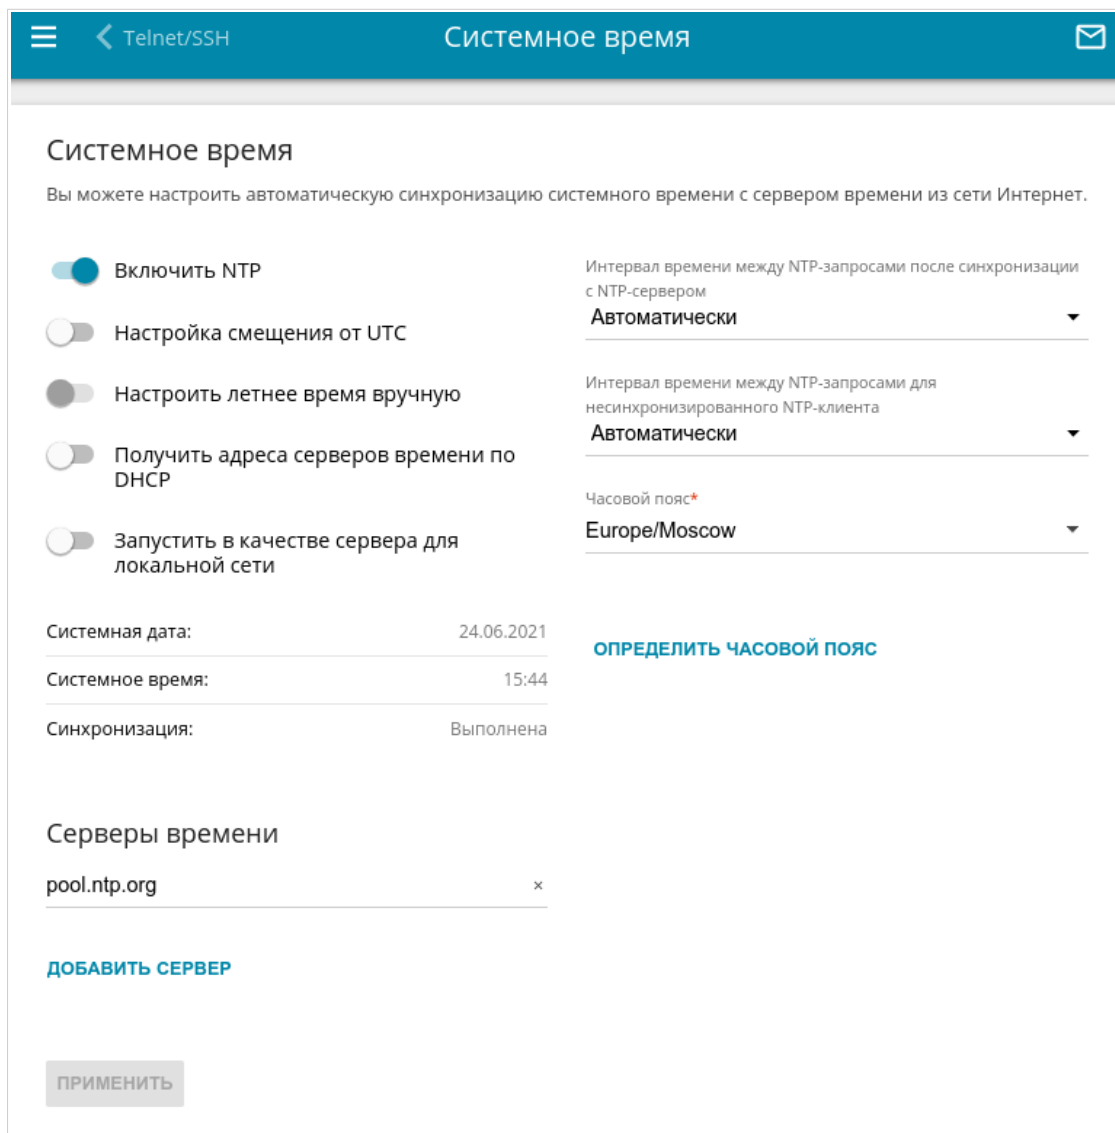 Telnet/SSH
Системное время
Системное время
Вы можете настроить автоматическую синхронизацию системного времени с сервером времени из сети Интернет.
Включить NTP
Настройка смещения от UTC
Настроить летнее время вручную
Получить адреса серверов времени по
DHCP
Запустить в качестве сервера для
локальной сети
Интервал времени между NTP-запросами после синхронизации
с NTP-сервером
Автоматически
Интервал времени между NTP-запросами для
несинхронизированного NTP-клиента
Автоматически
Часовой пояс*
Europe/Moscow
Системная дата: 24.06.2021
Системное время: 15:44
Синхронизация: Выполнена
ОПРЕДЕЛИТЬ ЧАСОВОЙ ПОЯС
Серверы времени
pool.ntp.org ×
ДОБАВИТЬ СЕРВЕР
ПРИМЕНИТЬ